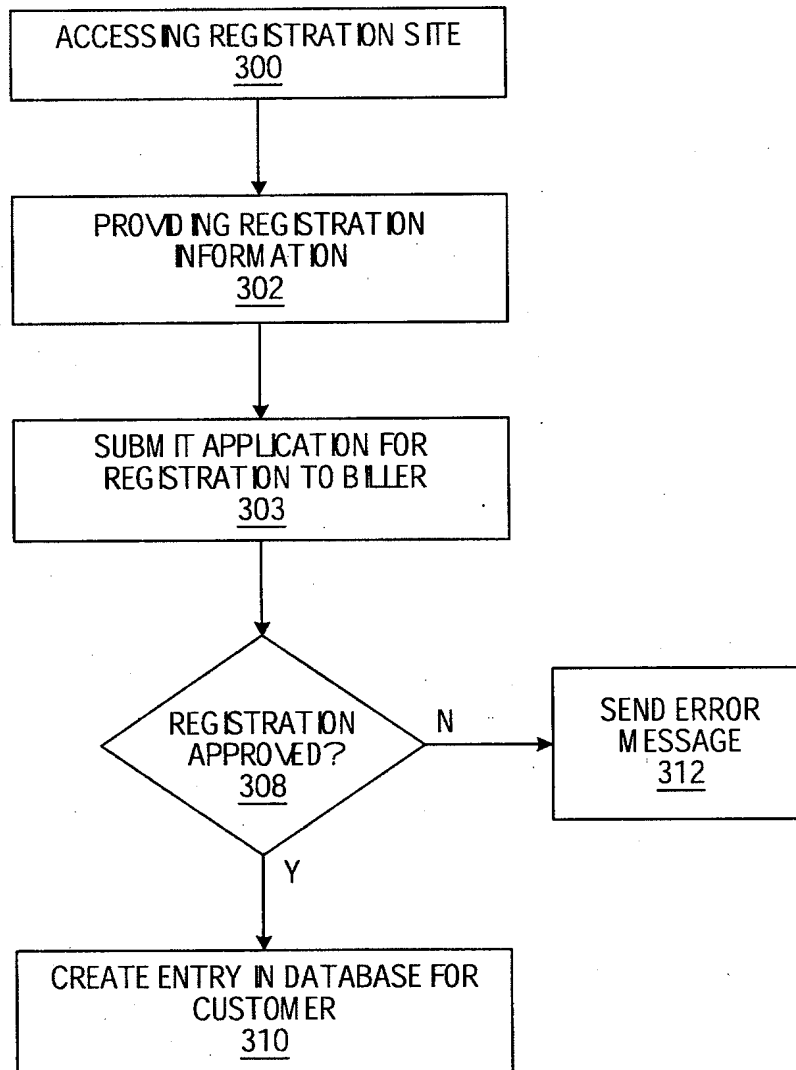 ACCESSING REGISTRATION SITE
300
PROVIDING REGISTRATION
INFORMATION
302
SUBMIT APPLICATION FOR
REGISTRATION TO BILLER
303
REGISTRATION
APPROVED?
308
N
SEND ERROR
MESSAGE
312
Y
CREATE ENTRY IN DATABASE FOR
CUSTOMER
310